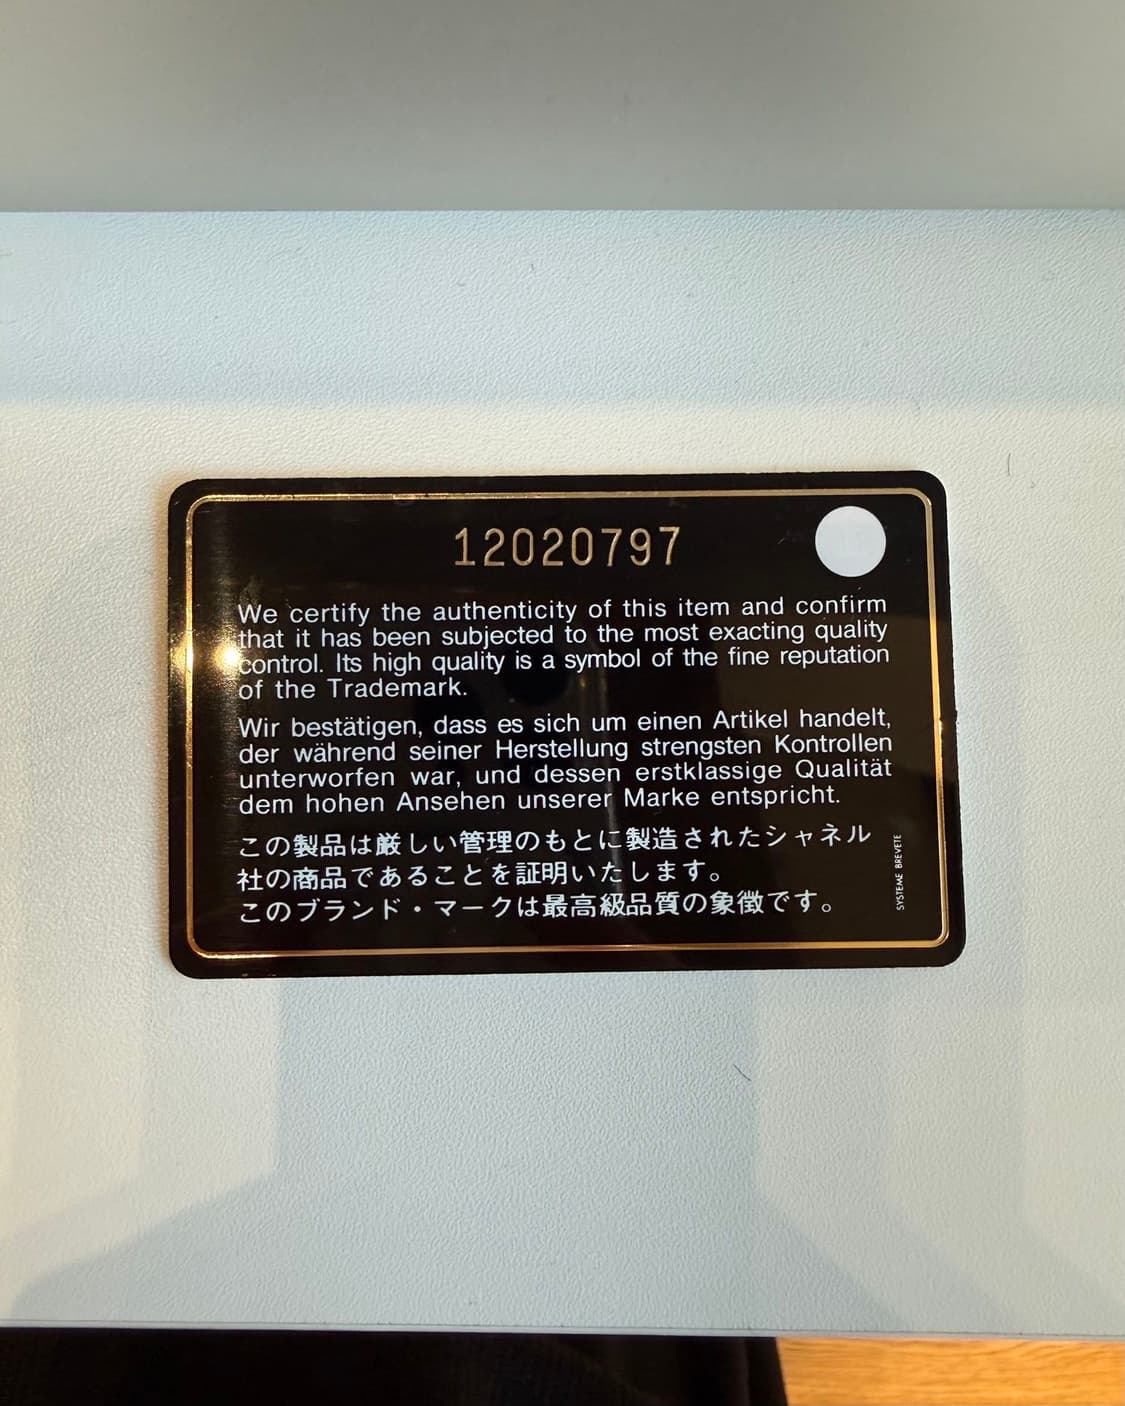 12020797
We certify the authenticity of this item and confirm
that it has been subjected to the most exacting quality
control. Its high quality is a symbol of the fine reputation
of the Trademark.
Wir bestätigen, dass es sich um einen Artikel handelt,
der während seiner Herstellung strengsten Kontrollen
unterworfen war, und dessen erstklassige Qualität
dem hohen Ansehen unserer Marke entspricht.
この製品は厳しい管理のもとに製造されたシャネル
社の商品であることを証明いたします。
このブランド・マークは最高級品質の象徴です。
SYSTEME BREVETE